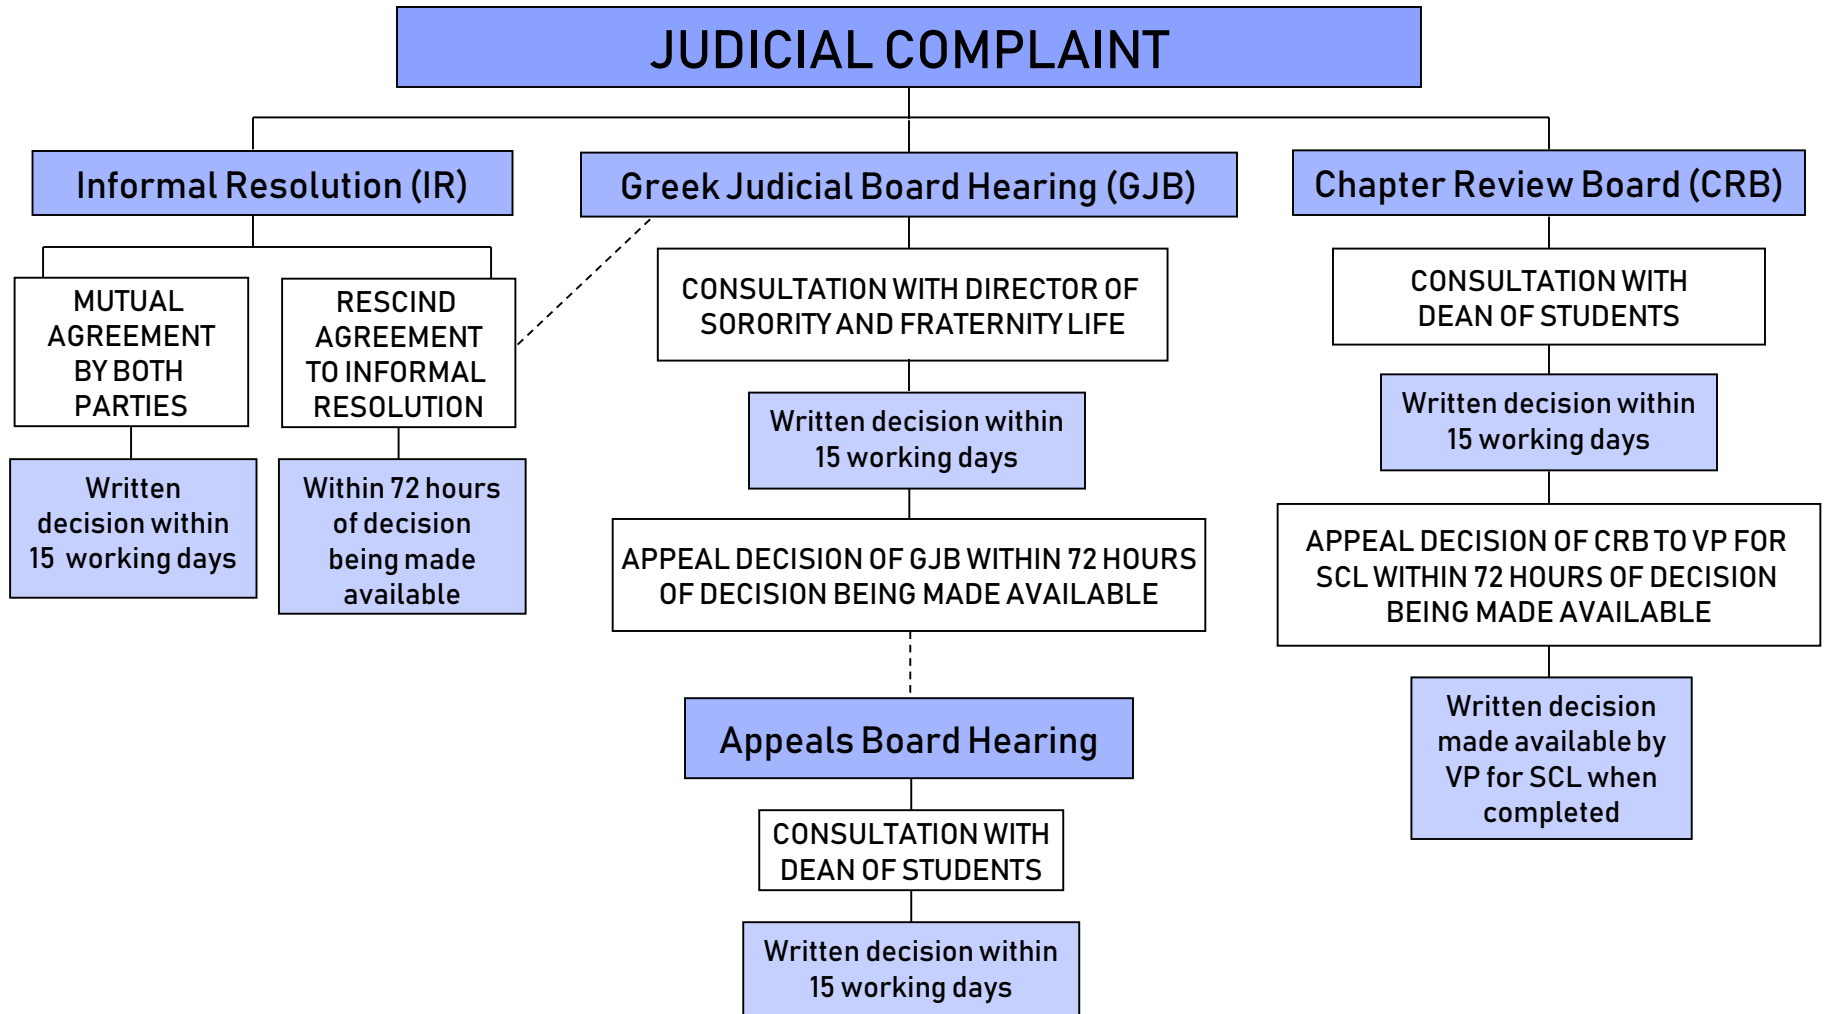 JUDICIAL COMPLAINT
Informal Resolution (IR)
MUTUAL
AGREEMENT
BY BOTH
PARTIES
Written
decision within
15 working days
RESCIND
AGREEMENT
TO INFORMAL
RESOLUTION
Within 72 hours
of decision
being made
available
Greek Judicial Board Hearing (GJB)
CONSULTATION WITH DIRECTOR OF
SORORITY AND FRATERNITY LIFE
Written decision within
15 working days
APPEAL DECISION OF GJB WITHIN 72 HOURS
OF DECISION BEING MADE AVAILABLE
Appeals Board Hearing
CONSULTATION WITH
DEAN OF STUDENTS
Written decision within
15 working days
Chapter Review Board (CRB)
CONSULTATION WITH
DEAN OF STUDENTS
Written decision within
15 working days
APPEAL DECISION OF CRB TO VP FOR
SCL WITHIN 72 HOURS OF DECISION
BEING MADE AVAILABLE
Written decision
made available by
VP for SCL when
completed